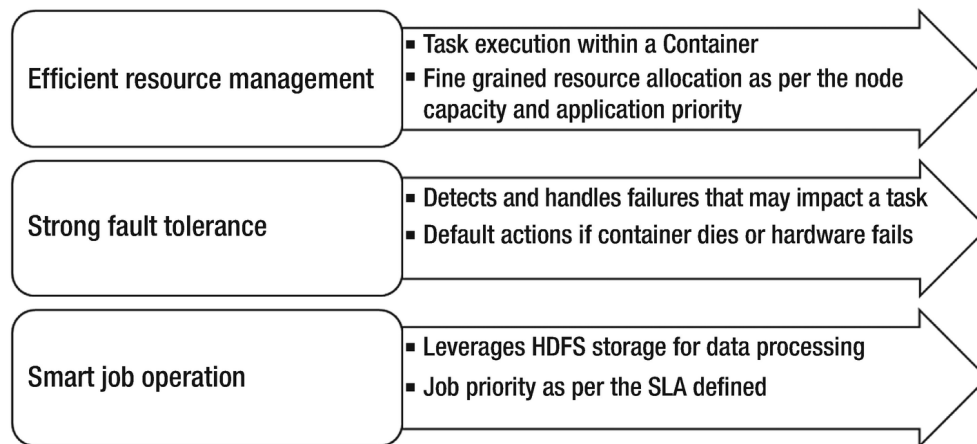 Efficient resource management
▪ Task execution within a Container
▪ Fine grained resource allocation as per the node
capacity and application priority
Strong fault tolerance
▪ Detects and handles failures that may impact a task
▪ Default actions if container dies or hardware fails
Smart job operation
▪ Leverages HDFS storage for data processing
▪ Job priority as per the SLA defined